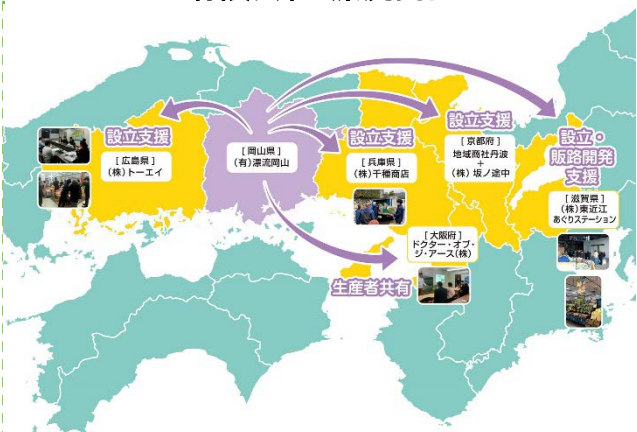 設立支援
[広島県]
(株)トーエイ
[岡山県]
(有)漂流岡山
設立支援
[兵庫県]
(株)千種商店
設立支援
[京都府]
地域商社丹波
+
(株)坂ノ途中
設立・
販路開発
支援
[滋賀県]
(株)東近江
あぐりステーション
[大阪府]
ドクター・オブ・
ジ・アース(株)
生産者共有